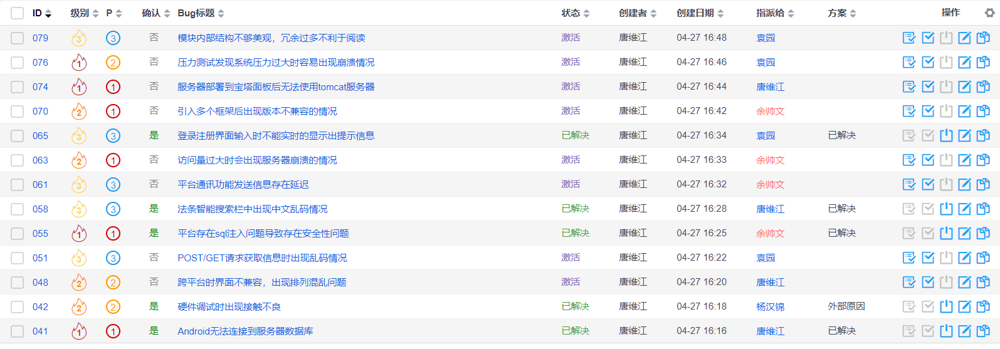 ID 级别 P 确认 Bug标题 状态 创建者 创建日期 指派给 方案 操作
079 3 3 否 模块内部结构不够美观，冗余过多不利于阅读 激活 唐维江 04-27 16:48 袁园
076 1 2 否 压力测试发现系统压力过大时容易出现崩溃情况 激活 唐维江 04-27 16:46 袁园
074 1 1 否 服务器部署到宝塔面板后无法使用tomcat服务器 激活 唐维江 04-27 16:44 唐维江
070 2 1 否 引入多个框架后出现版本不兼容的情况 激活 唐维江 04-27 16:42 余帅文
065 3 3 是 登录注册界面输入时不能实时的显示出提示信息 已解决 唐维江 04-27 16:34 袁园 已解决
063 2 1 否 访问量过大时会出现服务器崩溃的情况 激活 唐维江 04-27 16:33 余帅文
061 3 3 否 平台通讯功能发送信息存在延迟 激活 唐维江 04-27 16:32 余帅文
058 3 3 是 法条智能搜索栏中出现中文乱码情况 已解决 唐维江 04-27 16:28 唐维江 已解决
055 1 1 是 平台存在sql注入问题导致存在安全性问题 已解决 唐维江 04-27 16:25 余帅文 已解决
051 3 3 否 POST/GET请求获取信息时出现乱码情况 激活 唐维江 04-27 16:22 袁园
048 2 2 否 跨平台时界面不兼容，出现排列混乱问题 激活 唐维江 04-27 16:20 唐维江
042 2 2 是 硬件调试时出现接触不良 已解决 唐维江 04-27 16:18 杨汉锦 外部原因
041 1 1 是 Android无法连接到服务器数据库 已解决 唐维江 04-27 16:16 唐维江 已解决